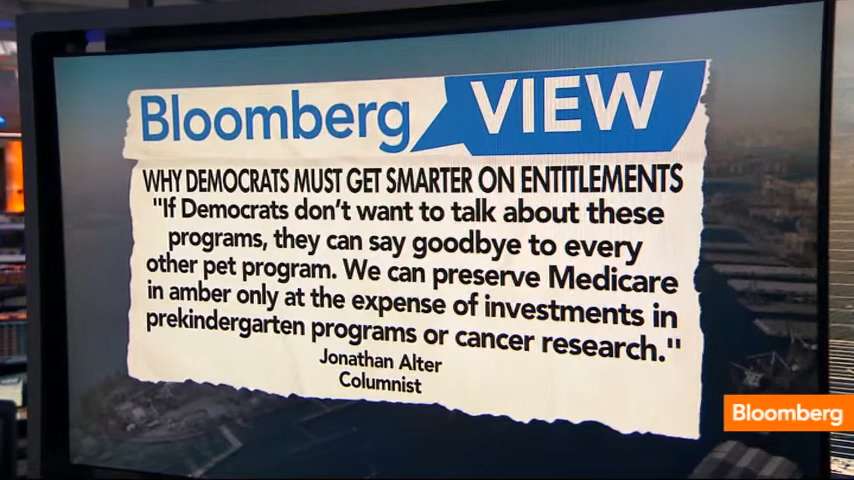 Bloomberg VIEW
WHY DEMOCRATS MUST GET SMARTER ON ENTITLEMENTS
"If Democrats don't want to talk about these
programs, they can say goodbye to every
other pet program. We can preserve Medicare
in amber only at the expense of investments in
prekindergarten programs or cancer research."
Jonathan Alter
Columnist
Bloomberg